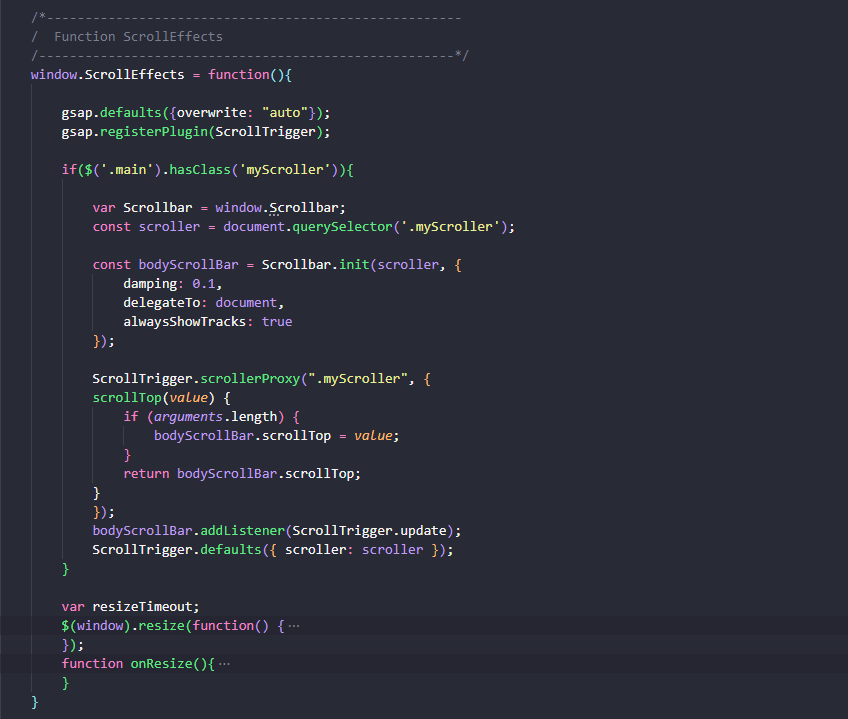 /*------------------------------------------------------
/  Function ScrollEffects
/------------------------------------------------------*/
window.ScrollEffects = function(){
    gsap.defaults({overwrite: "auto"});
    gsap.registerPlugin(ScrollTrigger);
    if($('.main').hasClass('myScroller')){
        var Scrollbar = window.Scrollbar;
        const scroller = document.querySelector('.myScroller');
        const bodyScrollBar = Scrollbar.init(scroller, {
            damping: 0.1,
            delegateTo: document,
            alwaysShowTracks: true
        });
        ScrollTrigger.scrollerProxy(".myScroller", {
        scrollTop(value) {
            if (arguments.length) {
                bodyScrollBar.scrollTop = value;
            }
            return bodyScrollBar.scrollTop;
        }
        });
        bodyScrollBar.addListener(ScrollTrigger.update);
        ScrollTrigger.defaults({ scroller: scroller });
    }
    var resizeTimeout;
    $(window).resize(function() {···
    });
    function onResize(){···
    }
}